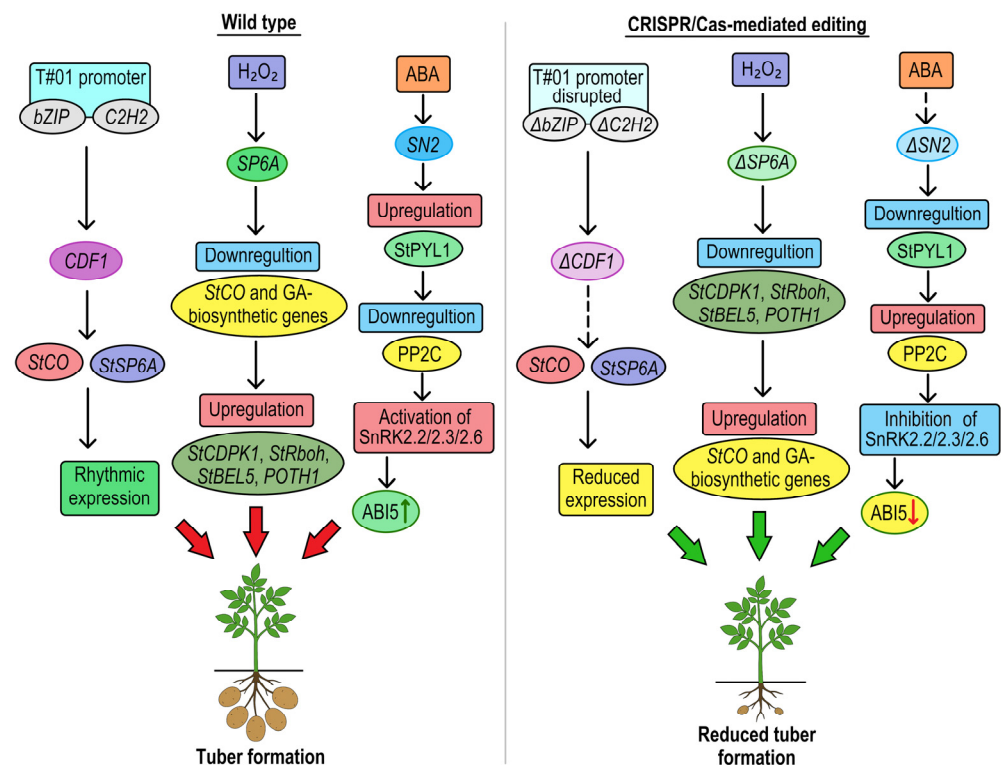 Wild type
T#01 promoter
bZIP
C2H2
CDF1
StCO
StSP6A
Rhythmic
expression
H₂O₂
SP6A
Downregultion
StCO and GA-
biosynthetic genes
Upregulation
StCDPK1, StRboh,
StBEL5, POTH1
ABA
SN2
Upregulation
StPYL1
Downregultion
PP2C
Activation of
SnRK2.2/2.3/2.6
ABI5↑
Tuber formation
CRISPR/Cas-mediated editing
T#01 promoter
disrupted
ΔbZIP
ΔC2H2
ΔCDF1
StCO
StSP6A
Reduced
expression
H₂O₂
ΔSP6A
Downregulation
StCDPK1, StRboh,
StBEL5, POTH1
Upregulation
StCO and GA-
biosynthetic genes
ABA
ΔSN2
Downregulation
StPYL1
Upregulation
PP2C
Inhibition of
SnRK2.2/2.3/2.6
ABI5↓
Reduced tuber
formation